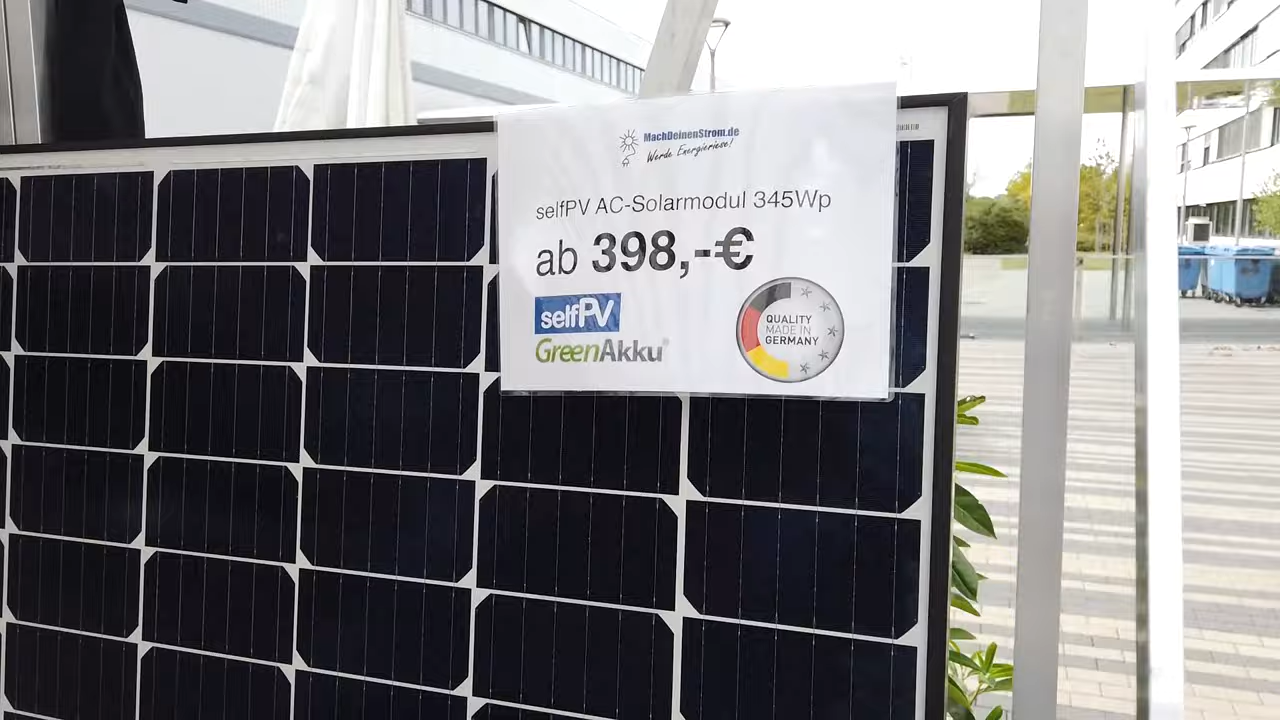 MachDeinenStrom.de
Werde Energieriese!
selfPV AC-Solarmodul 345Wp
ab 398,-€
selfPV
GreenAkku®
QUALITY
MADE IN
GERMANY